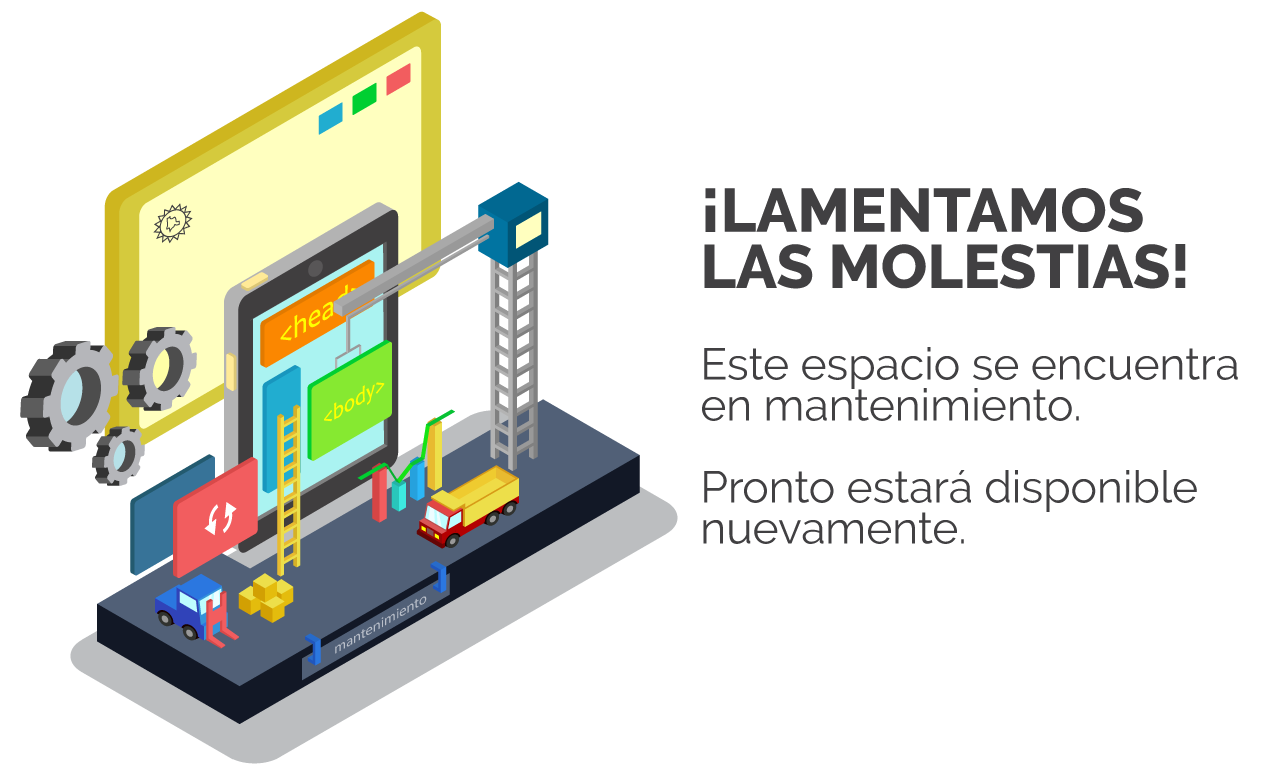 ¡LAMENTAMOS
LAS MOLESTIAS!
Este espacio se encuentra
en mantenimiento.
Pronto estará disponible
nuevamente.
<head>
<body>
mantenimiento